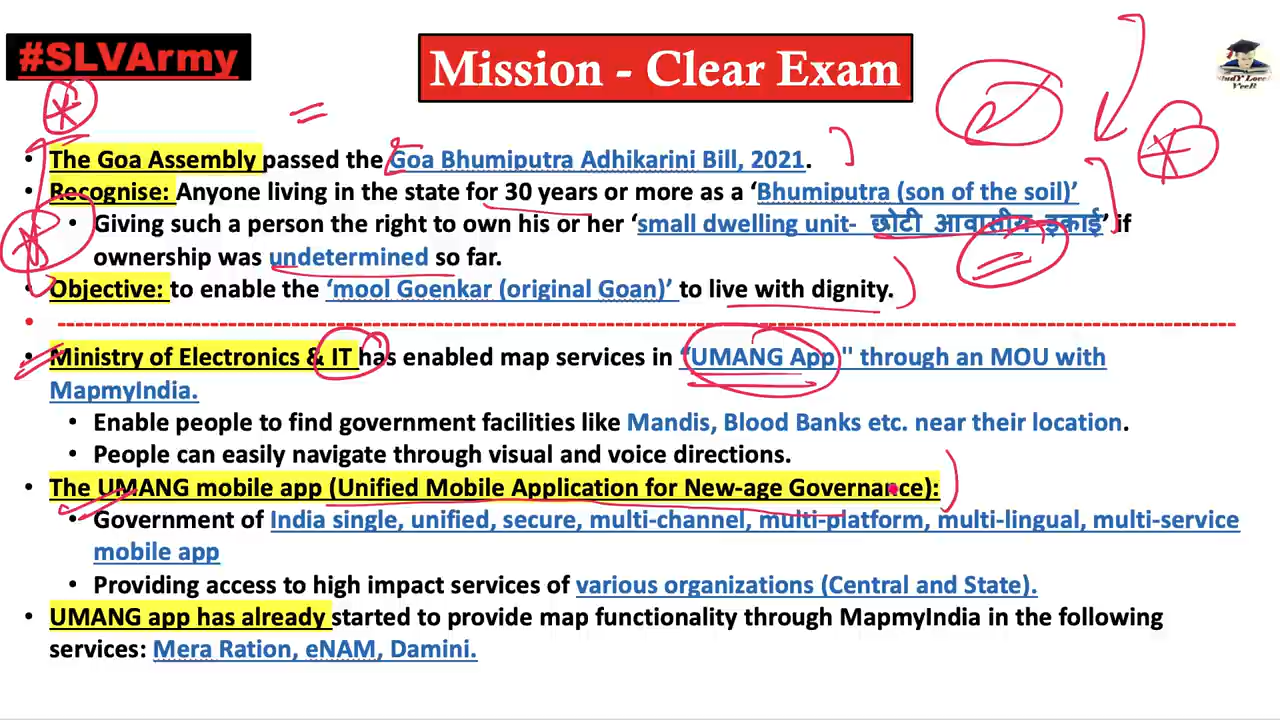 #SLVArmy
Mission - Clear Exam
StudY Lover
VeeR
• The Goa Assembly passed the Goa Bhumiputra Adhikarini Bill, 2021.
• Recognise: Anyone living in the state for 30 years or more as a ‘Bhumiputra (son of the soil)’
• Giving such a person the right to own his or her ‘small dwelling unit- छोटी आवासीय इकाई’ if
ownership was undetermined so far.
• Objective: to enable the ‘mool Goenkar (original Goan)’ to live with dignity.
• ------------------------------------------------------------
• Ministry of Electronics & IT has enabled map services in “UMANG App" through an MOU with
MapmyIndia.
• Enable people to find government facilities like Mandis, Blood Banks etc. near their location.
• People can easily navigate through visual and voice directions.
• The UMANG mobile app (Unified Mobile Application for New-age Governance):
• Government of India single, unified, secure, multi-channel, multi-platform, multi-lingual, multi-service
mobile app
• Providing access to high impact services of various organizations (Central and State).
• UMANG app has already started to provide map functionality through MapmyIndia in the following
services: Mera Ration, eNAM, Damini.